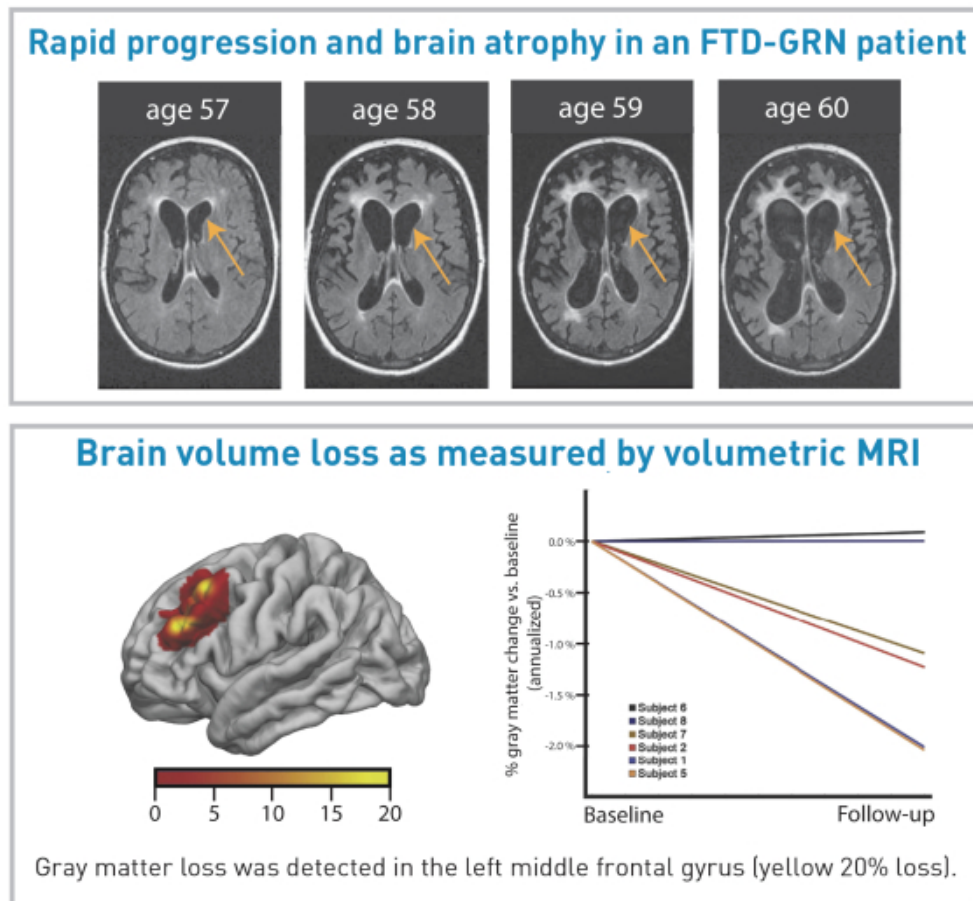 Rapid progression and brain atrophy in an FTD-GRN patient
age 57
age 58
age 59
age 60
Brain volume loss as measured by volumetric MRI
% gray matter change vs. baseline
(annualized)
0.0 %
-0.5 %
-1.0 %
-1.5 %
-2.0 %
Subject 6
Subject 8
Subject 7
Subject 2
Subject 1
Subject 5
Baseline
Follow-up
0
5
10
15
20
Gray matter loss was detected in the left middle frontal gyrus (yellow 20% loss).